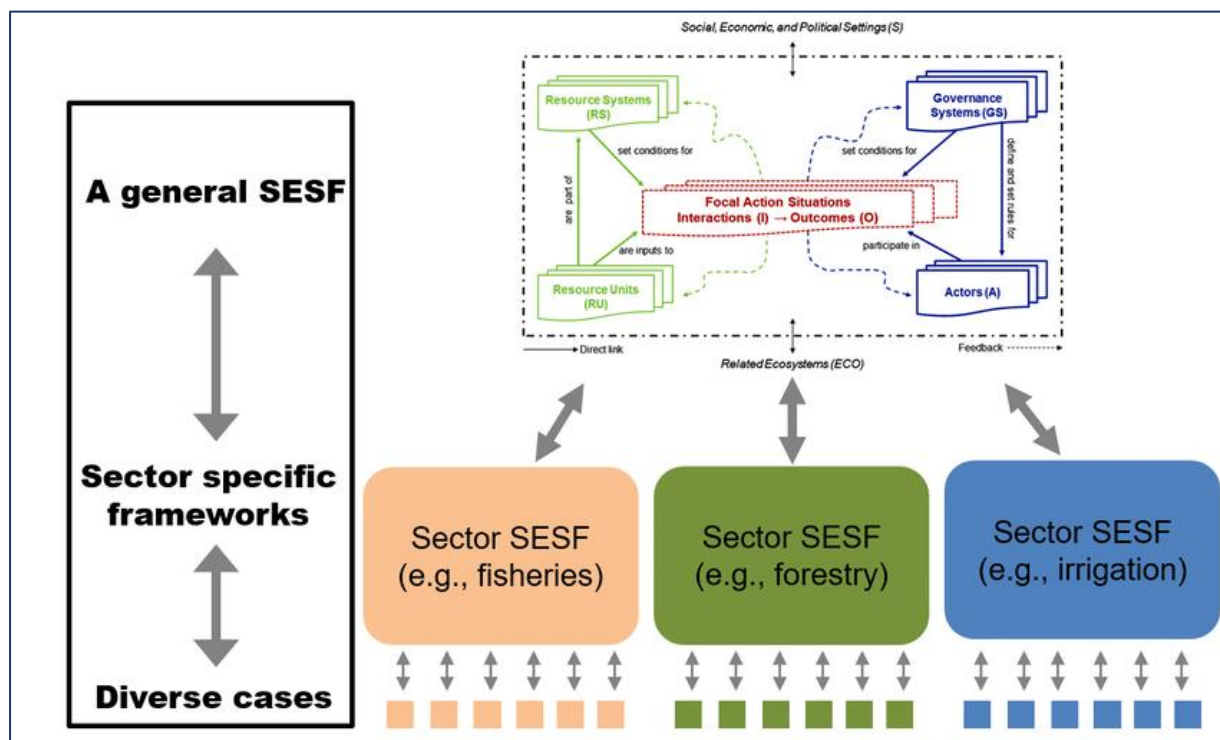 Social, Economic, and Political Settings (S)
Resource Systems
(RS)
Governance
Systems (GS)
set conditions for
set conditions for
are part of
define and set rules for
Focal Action Situations
Interactions (I) → Outcomes (O)
are inputs to
participate in
Resource Units
(RU)
Actors (A)
Direct link
Feedback
Related Ecosystems (ECO)
A general SESF
Sector specific
frameworks
Diverse cases
Sector SESF
(e.g., fisheries)
Sector SESF
(e.g., forestry)
Sector SESF
(e.g., irrigation)